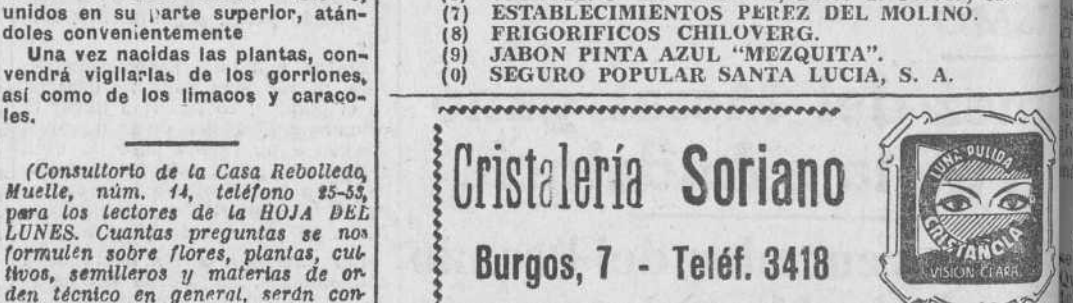 unidos en su parte superior, atán-
doles convenientemente
Una vez nacidas las plantas, con-
vendrá vigilarlas de los gorriones,
así como de los limacos y caraco-
les.
(Consultorio de la Casa Rebolledo,
Muelle, núm. 14, teléfono 25-53,
para los lectores de la HOJA DEL
LUNES. Cuantas preguntas se nos
formulén sobre flores, plantas, cul-
tivos, semilleros y materias de or-
den técnico en general, serán con-
(7) ESTABLECIMIENTOS PEREZ DEL MOLINO.
(8) FRIGORIFICOS CHILOVERG.
(9) JABON PINTA AZUL "MEZQUITA".
(0) SEGURO POPULAR SANTA LUCIA, S. A.
Cristalería Soriano
Burgos, 7 - Teléf. 3418
LUNA PULIDA
CRISTAÑOLA
VISION CLARA